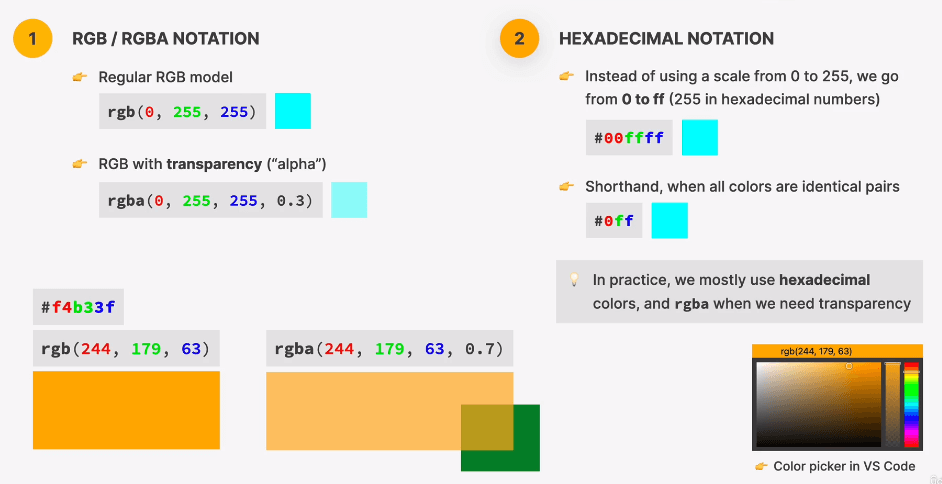 1
RGB / RGBA NOTATION
👉 Regular RGB model
rgb(0, 255, 255)
👉 RGB with transparency (“alpha”)
rgba(0, 255, 255, 0.3)
#f4b33f
rgb(244, 179, 63)
rgba(244, 179, 63, 0.7)
2
HEXADECIMAL NOTATION
👉 Instead of using a scale from 0 to 255, we go
from 0 to ff (255 in hexadecimal numbers)
#00ffff
👉 Shorthand, when all colors are identical pairs
#0ff
💡 In practice, we mostly use hexadecimal
colors, and rgba when we need transparency
rgb(244, 179, 63)
👉 Color picker in VS Code